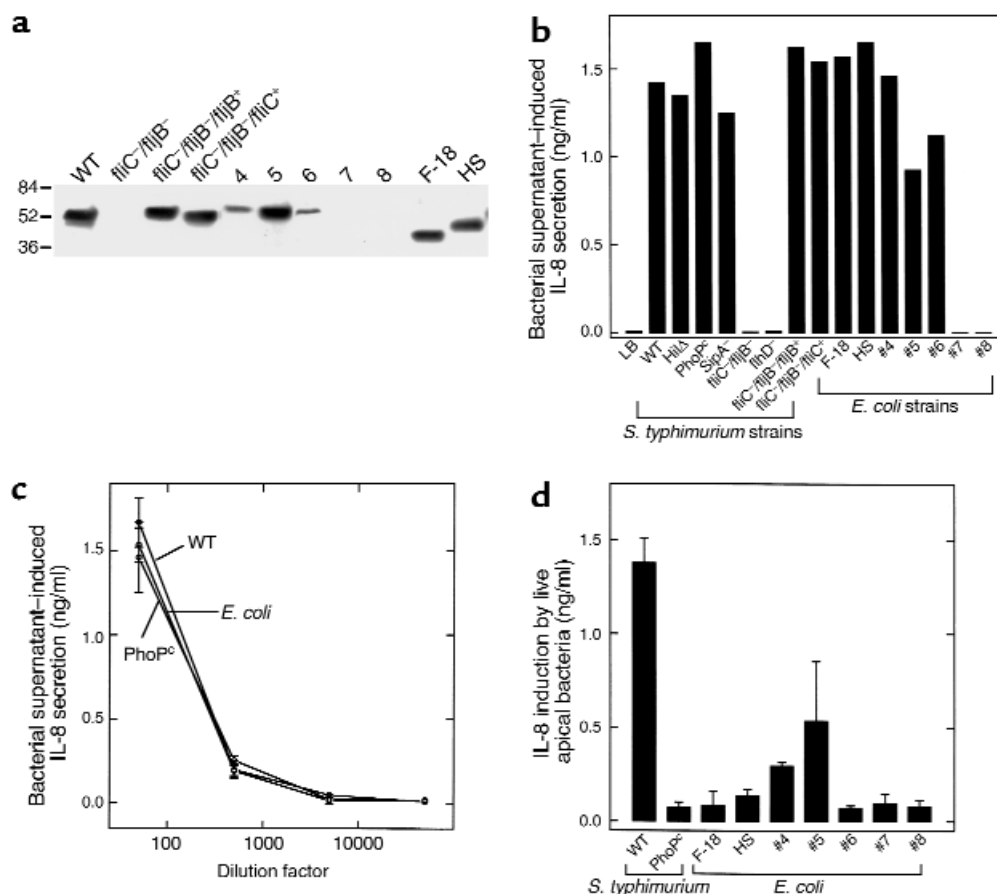 a
WT
fliC⁻/fljB⁻
fliC⁻/fljB⁻/fljB⁺
fliC⁻/fljB⁻/fliC⁺
4
5
6
7
8
F-18
HS
84
52
36
b
Bacterial supernatant–induced
IL-8 secretion (ng/ml)
1.5
1.0
0.5
0.0
LB
WT
HilΔ
PhoPᶜ
SipA⁻
fliC⁻/fljB⁻
flhD⁻
fliC⁻/fljB⁻/fljB⁺
fliC⁻/fljB⁻/fliC⁺
F-18
HS
#4
#5
#6
#7
#8
S. typhimurium strains
E. coli strains
c
Bacterial supernatant–induced
IL-8 secretion (ng/ml)
1.5
1.0
0.5
0.0
WT
E. coli
PhoPᶜ
100
1000
10000
Dilution factor
d
IL-8 induction by live
apical bacteria (ng/ml)
1.5
1.0
0.5
0.0
WT
PhoPᶜ
F-18
HS
#4
#5
#6
#7
#8
S. typhimurium
E. coli